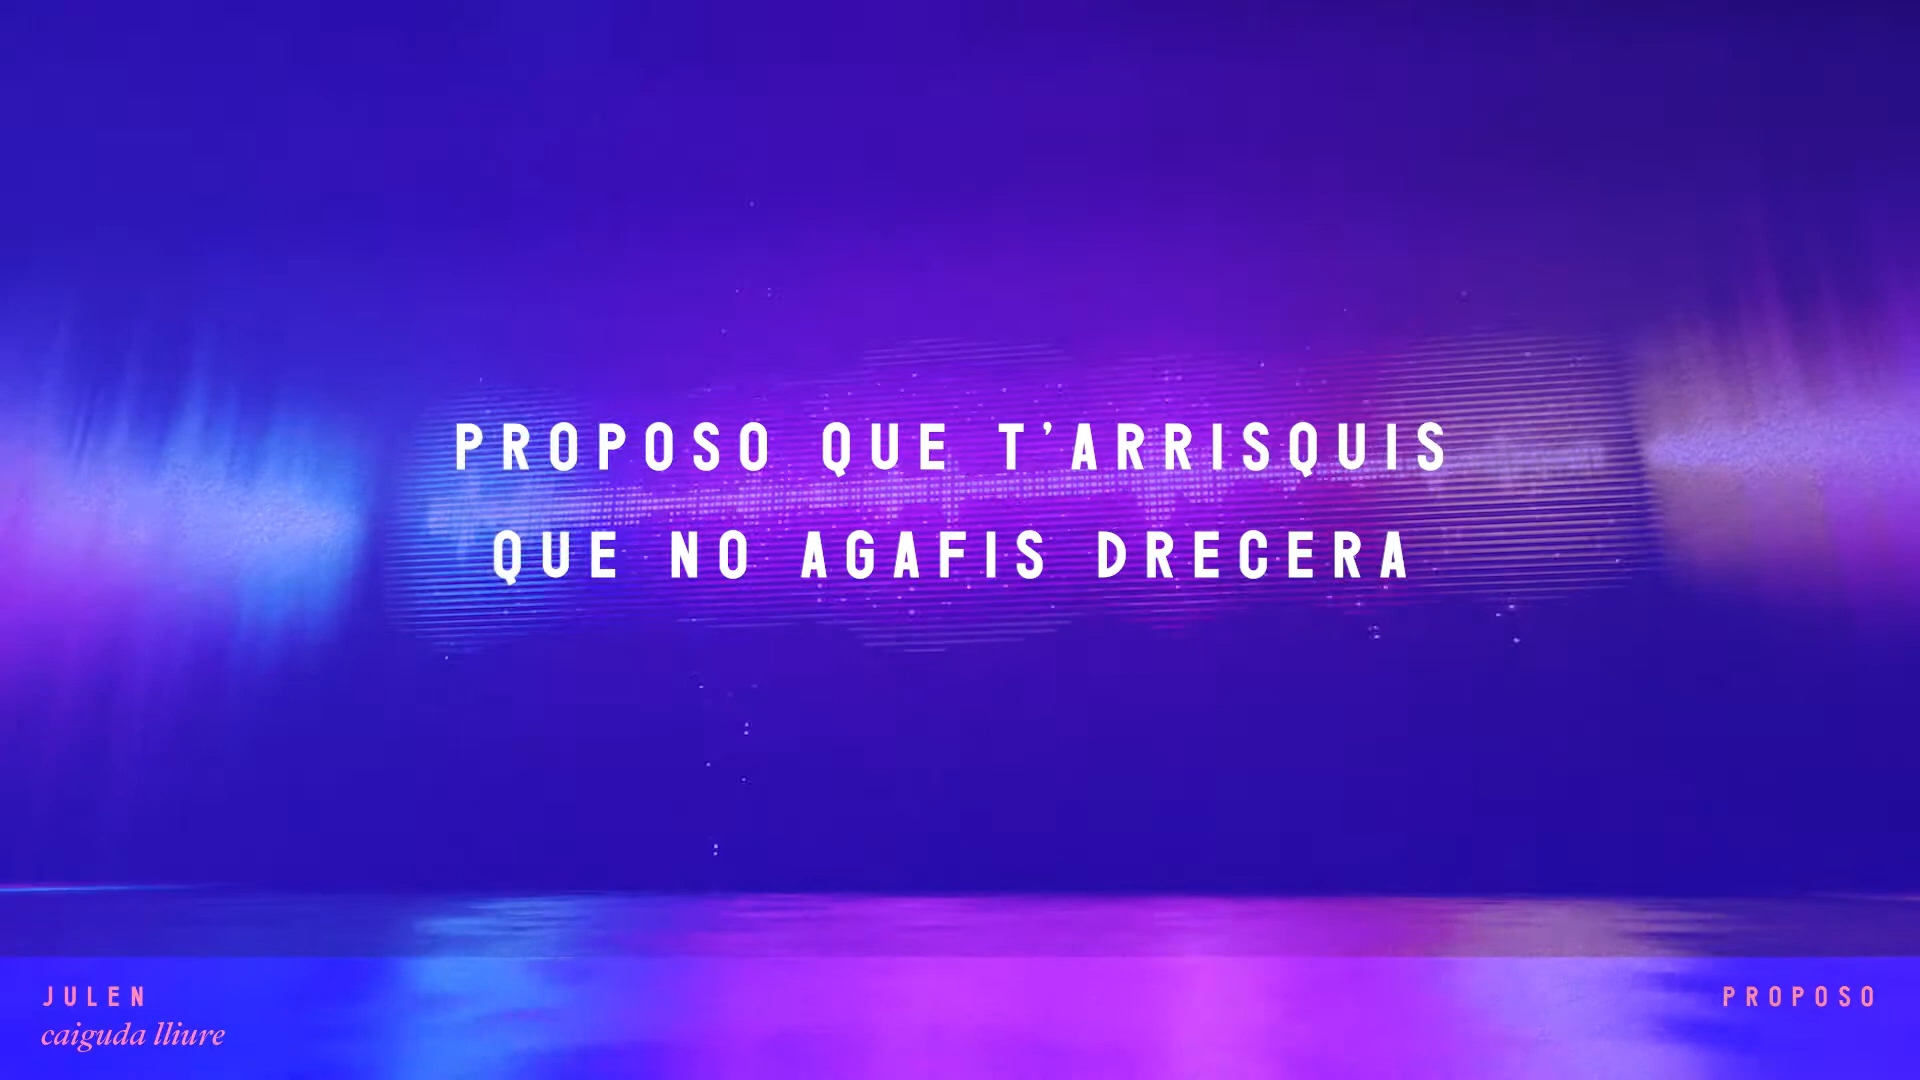 PROPOSO QUE T’ARRISQUIS
QUE NO AGAFIS DRECERA
JULEN
caiguda lliure
PROPOSO